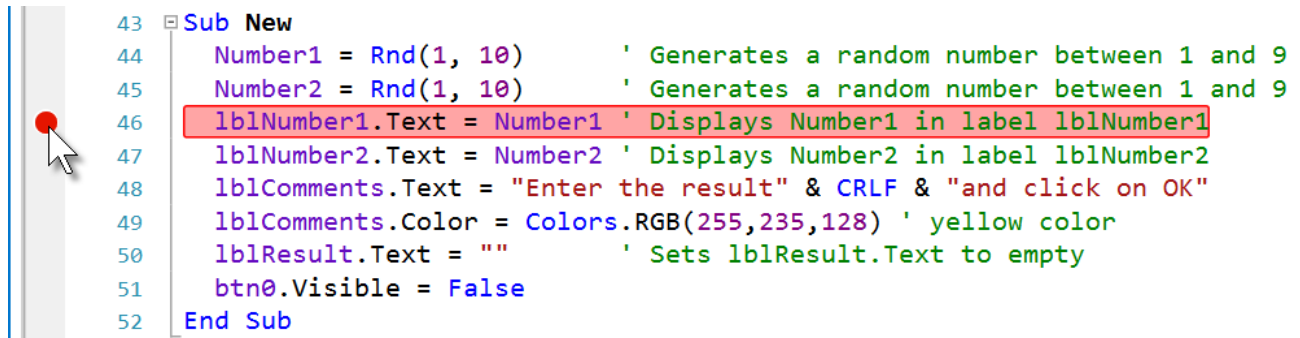 43 Sub New
44 Number1 = Rnd(1, 10) ' Generates a random number between 1 and 9
45 Number2 = Rnd(1, 10) ' Generates a random number between 1 and 9
46 lblNumber1.Text = Number1 ' Displays Number1 in label lblNumber1
47 lblNumber2.Text = Number2 ' Displays Number2 in label lblNumber2
48 lblComments.Text = "Enter the result" & CRLF & "and click on OK"
49 lblComments.Color = Colors.RGB(255,235,128) ' yellow color
50 lblResult.Text = "" ' Sets lblResult.Text to empty
51 btn0.Visible = False
52 End Sub